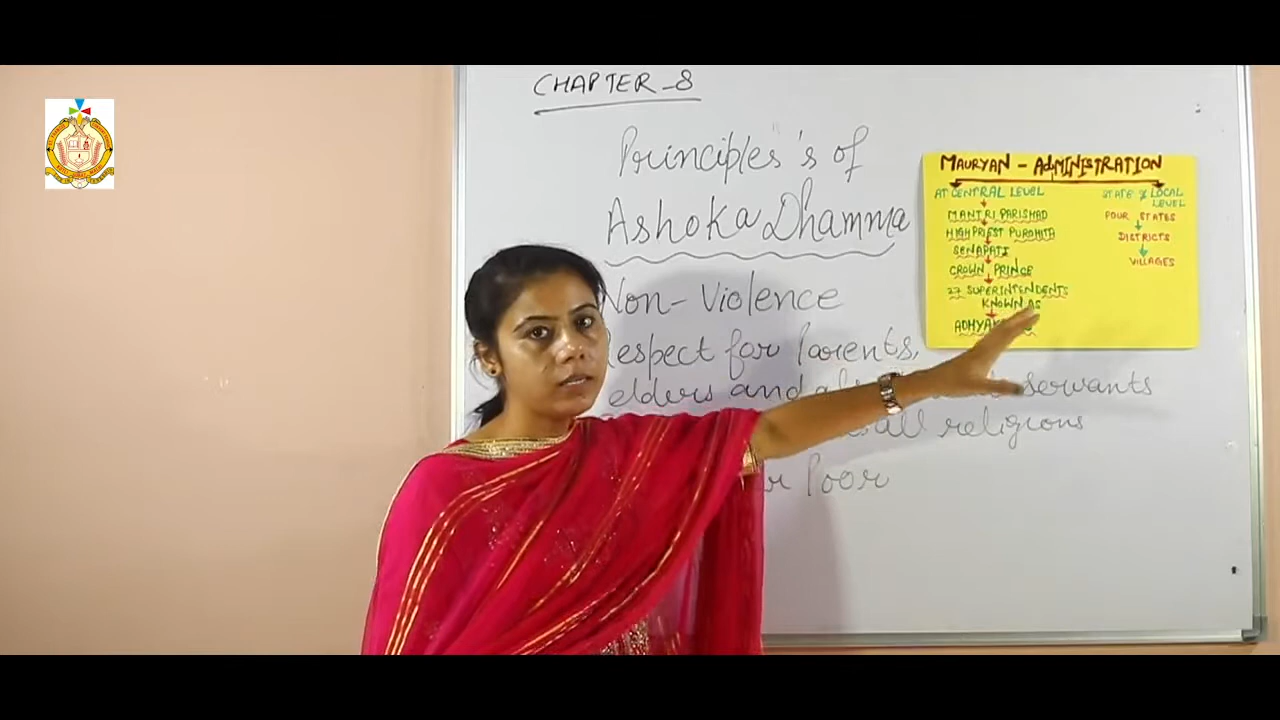 CHAPTER-8
Principles's of
Ashoka Dhamma
Non-Violence
espect for Parents,
elders and servants
all religions
Poor
MAURYAN - ADMINISTRATION
AT CENTRAL LEVEL
MANTRI PARISHAD
HIGH PRIEST PUROHITA
SENAPATI
CROWN PRINCE
27 SUPERINTENDENTS
KNOWN AS
STATE & LOCAL
LEVEL
FOUR STATES
DISTRICTS
VILLAGES